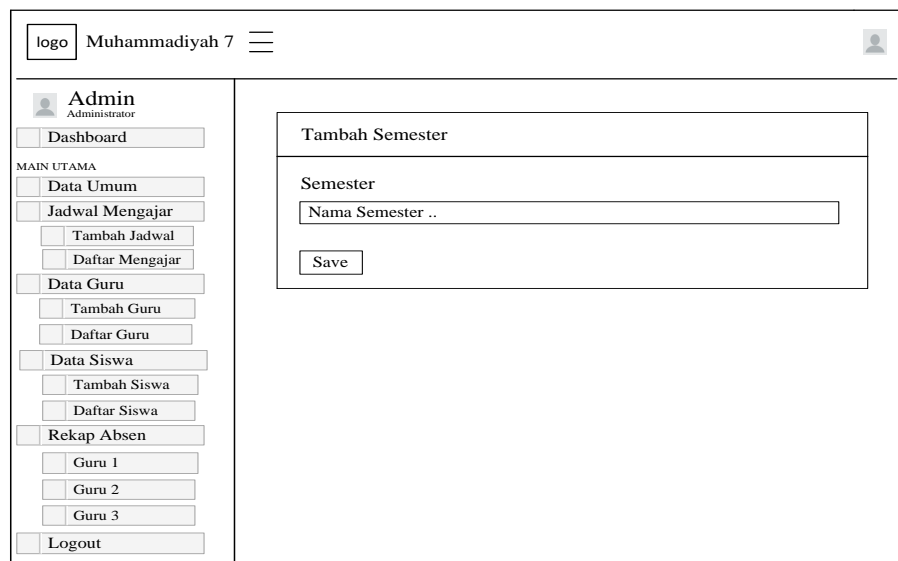 logo
Muhammadiyah 7
Admin
Administrator
Dashboard
MAIN UTAMA
Data Umum
Jadwal Mengajar
Tambah Jadwal
Daftar Mengajar
Data Guru
Tambah Guru
Daftar Guru
Data Siswa
Tambah Siswa
Daftar Siswa
Rekap Absen
Guru 1
Guru 2
Guru 3
Logout
Tambah Semester
Semester
Nama Semester ..
Save